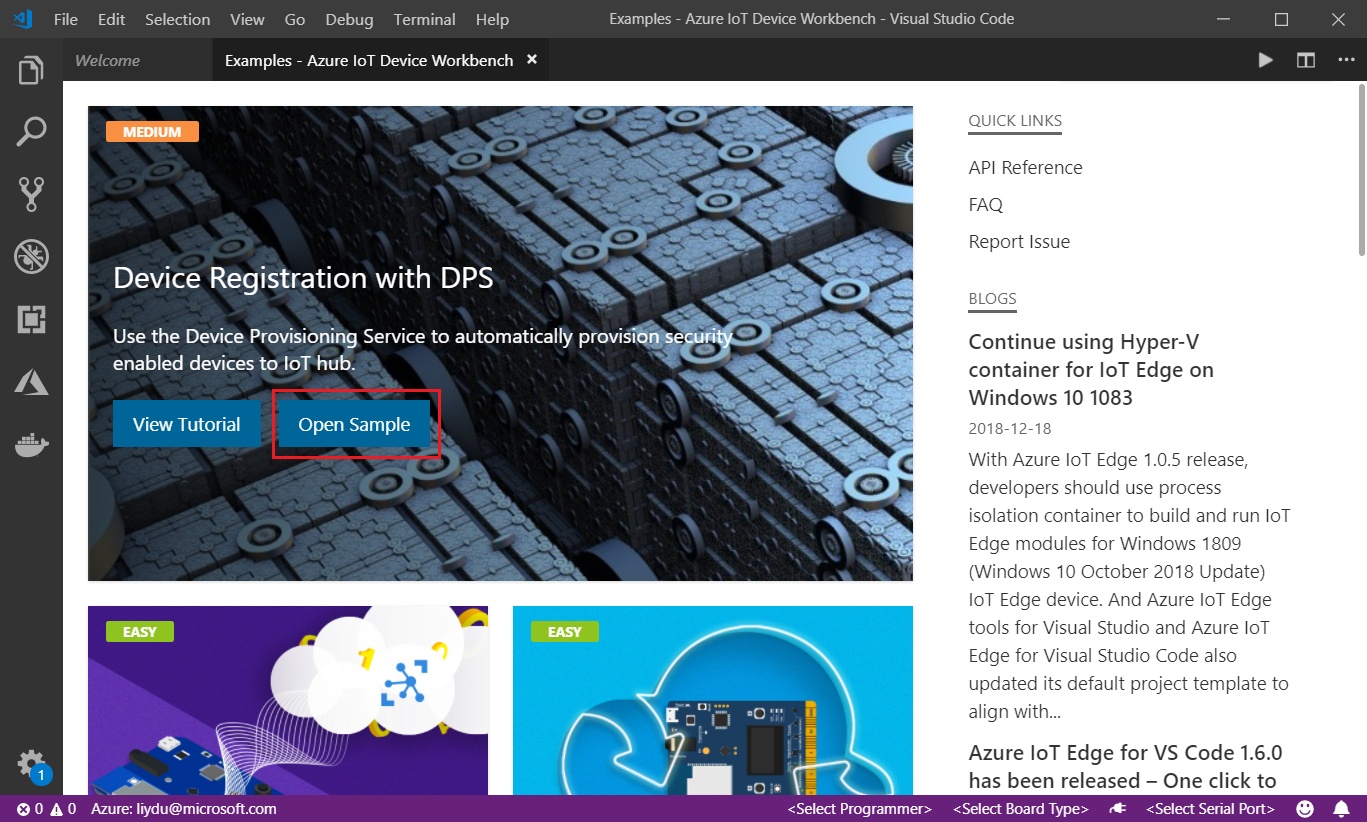 File Edit Selection View Go Debug Terminal Help
Examples - Azure IoT Device Workbench - Visual Studio Code
Welcome
Examples - Azure IoT Device Workbench
MEDIUM
Device Registration with DPS
Use the Device Provisioning Service to automatically provision security
enabled devices to IoT hub.
View Tutorial
Open Sample
EASY
EASY
QUICK LINKS
API Reference
FAQ
Report Issue
BLOGS
Continue using Hyper-V
container for IoT Edge on
Windows 10 1083
2018-12-18
With Azure IoT Edge 1.0.5 release,
developers should use process
isolation container to build and run IoT
Edge modules for Windows 1809
(Windows 10 October 2018 Update)
IoT Edge device. And Azure IoT Edge
tools for Visual Studio and Azure IoT
Edge for Visual Studio Code also
updated its default project template to
align with...
Azure IoT Edge for VS Code 1.6.0
has been released – One click to
1
0 0 Azure: liydu@microsoft.com
<Select Programmer> <Select Board Type> <Select Serial Port>